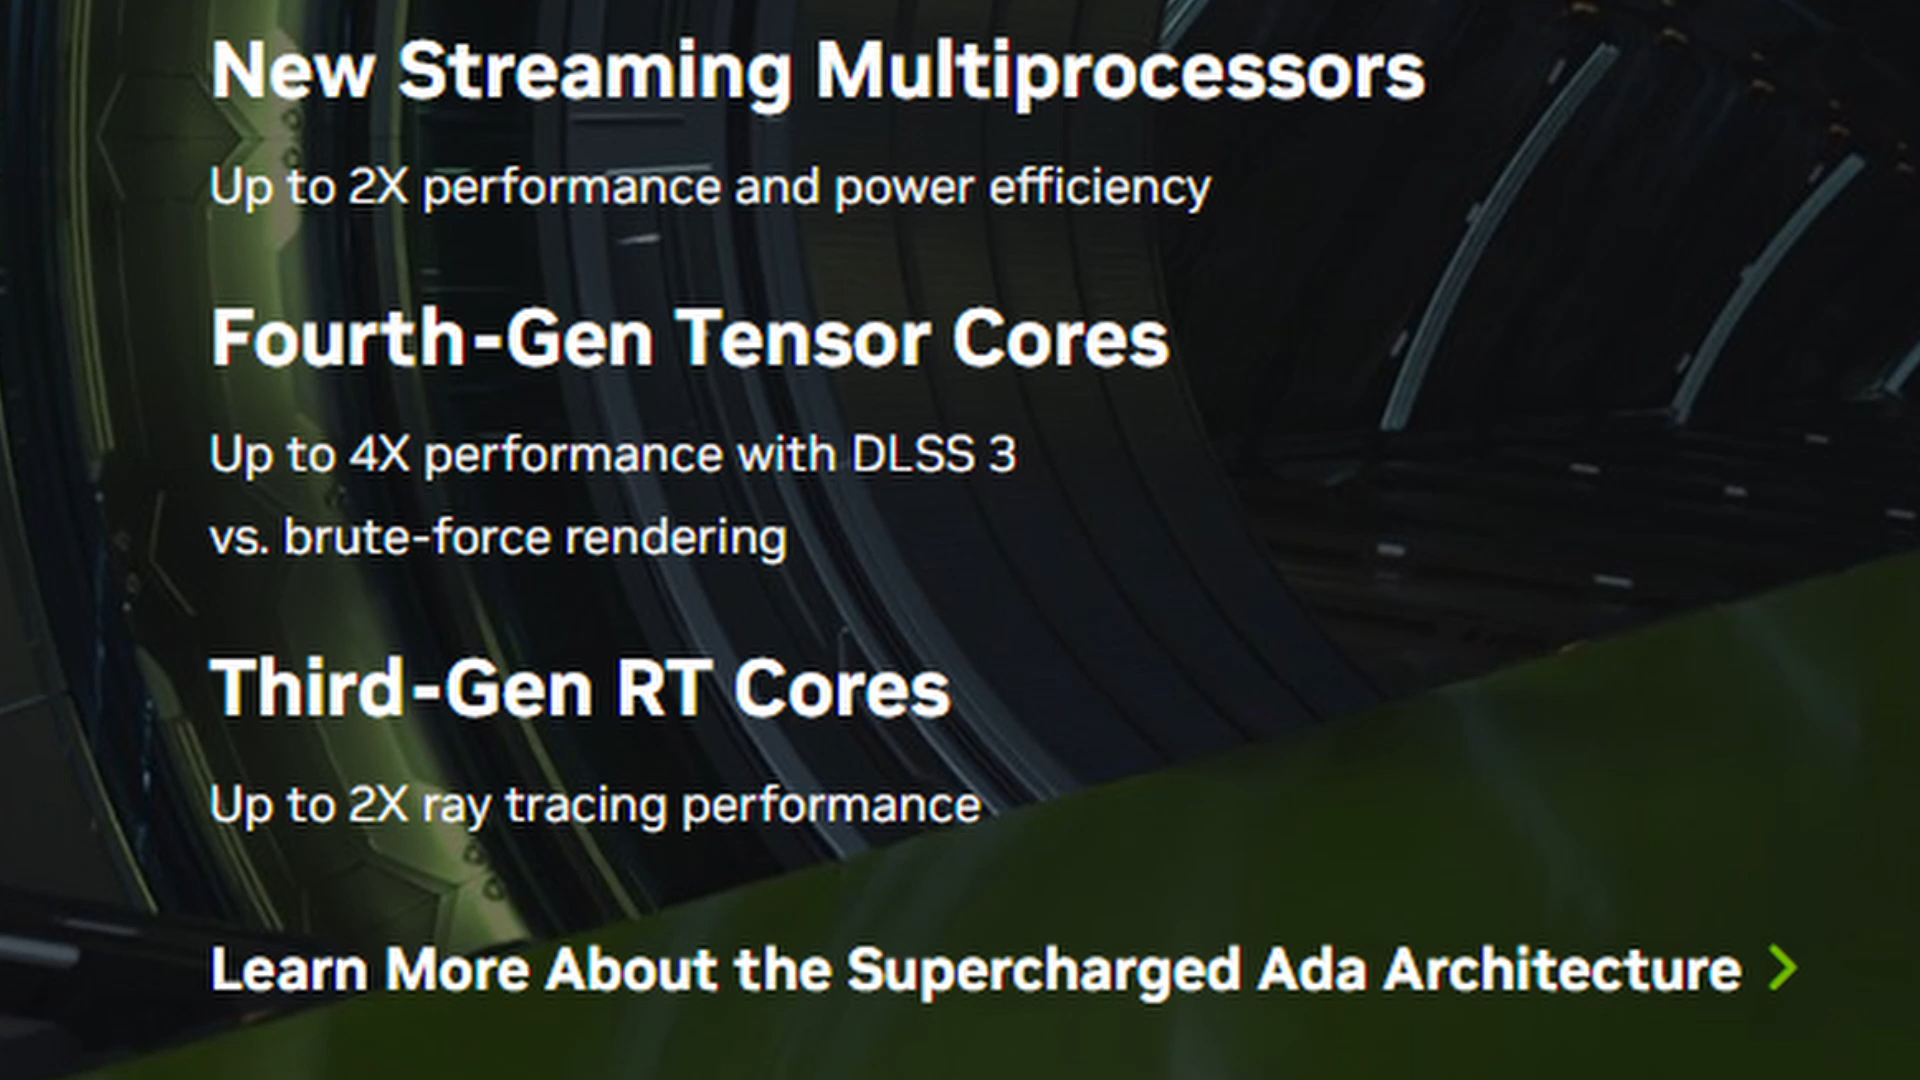 New Streaming Multiprocessors
Up to 2X performance and power efficiency
Fourth-Gen Tensor Cores
Up to 4X performance with DLSS 3
vs. brute-force rendering
Third-Gen RT Cores
Up to 2X ray tracing performance
Learn More About the Supercharged Ada Architecture